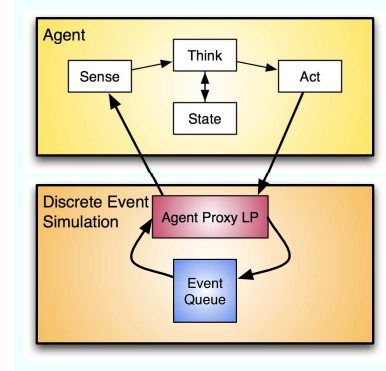 Agent
Think
Sense
Act
State
Discrete Event
Simulation
Agent Proxy LP
Event
Queue